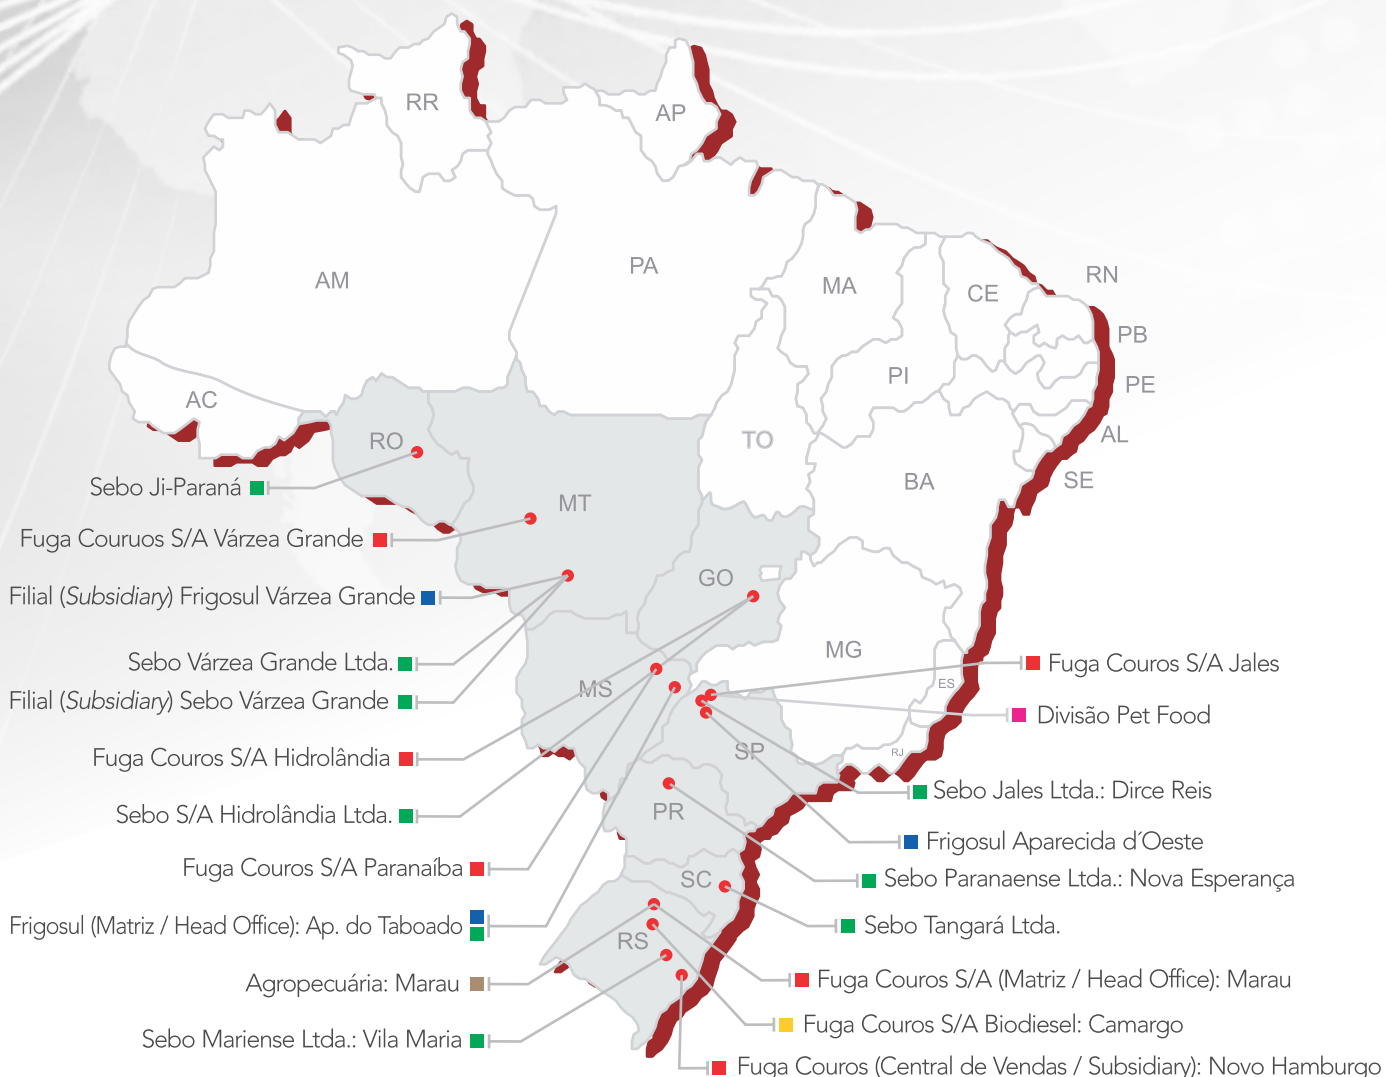 RR
AP
AM
PA
MA
CE
RN
PB
PI
PE
AC
AL
RO
TO
SE
BA
MT
GO
MG
ES
MS
SP
RJ
PR
SC
RS
Sebo Ji-Paraná
Fuga Couruos S/A Várzea Grande
Filial (Subsidiary) Frigosul Várzea Grande
Sebo Várzea Grande Ltda.
Filial (Subsidiary) Sebo Várzea Grande
Fuga Couros S/A Hidrolândia
Sebo S/A Hidrolândia Ltda.
Fuga Couros S/A Paranaíba
Frigosul (Matriz / Head Office): Ap. do Taboado
Agropecuária: Marau
Sebo Mariense Ltda.: Vila Maria
Fuga Couros S/A Jales
Divisão Pet Food
Sebo Jales Ltda.: Dirce Reis
Frigosul Aparecida d´Oeste
Sebo Paranaense Ltda.: Nova Esperança
Sebo Tangará Ltda.
Fuga Couros S/A (Matriz / Head Office): Marau
Fuga Couros S/A Biodiesel: Camargo
Fuga Couros (Central de Vendas / Subsidiary): Novo Hamburgo